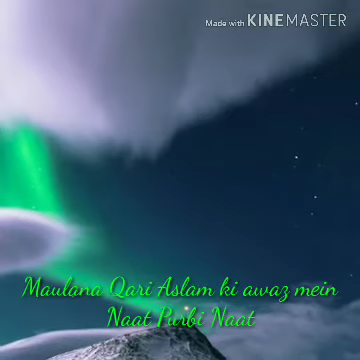 Made with KINEMASTER
Maulana Qari Aslam ki awaz mein
Naat Purbi Naat